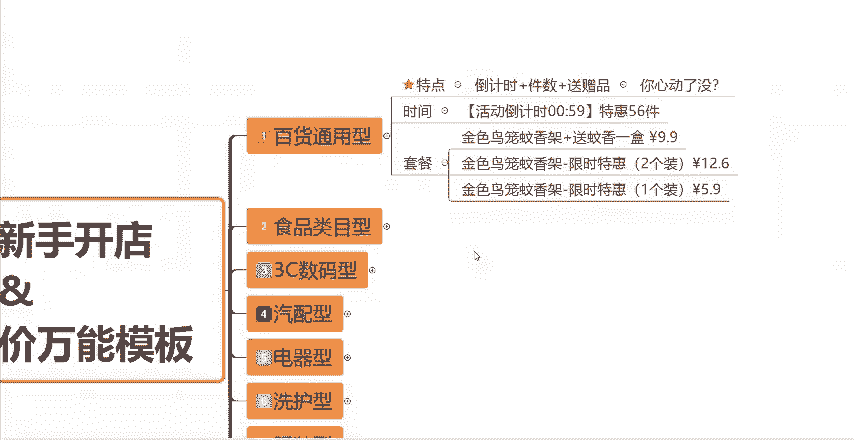 新手开店
&
价万能模板
1 百货通用型
特点 倒计时+件数+送赠品 你心动了没?
时间 【活动倒计时00:59】特惠56件
套餐
金色鸟笼蚊香架+送蚊香一盒 ¥9.9
金色鸟笼蚊香架-限时特惠（2个装）¥12.6
金色鸟笼蚊香架-限时特惠（1个装）¥5.9
2 食品类目型
3C数码型
4 汽配型
电器型
洗护型